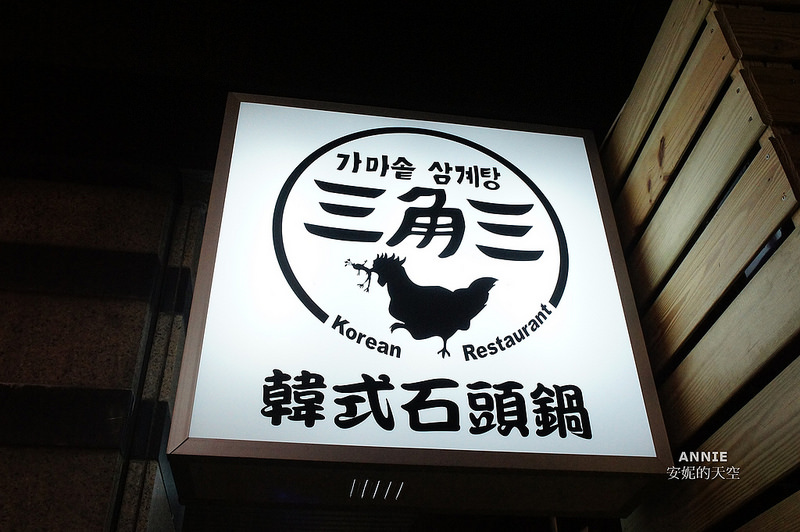 가마솥 삼계탕
三角三
Korean Restaurant
韓式石頭鍋
ANNIE
安妮的天空